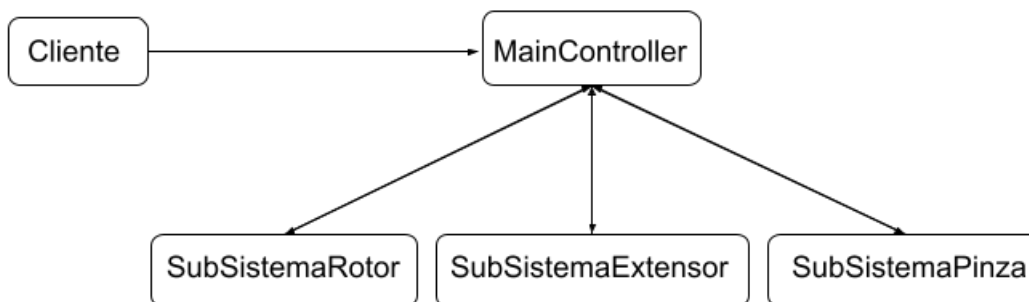 Cliente
MainController
SubSistemaRotor
SubSistemaExtensor
SubSistemaPinza